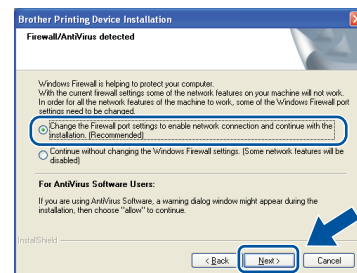 Brother Printing Device Installation
Firewall/AntiVirus detected
Windows Firewall is helping to protect your computer.
With the current firewall settings some of the network features on your machine will not work.
In order for all the network features of the machine to work, some of the Windows Firewall port
settings need to be changed.
Change the Firewall port settings to enable network connection and continue with the
installation. (Recommended)
Continue without changing the Windows Firewall settings. (Some network features will be
disabled)
For AntiVirus Software Users:
If you are using AntiVirus Software, a warning dialog window might appear during the
installation, then choose "allow" to continue.
InstallShield
< Back
Next >
Cancel